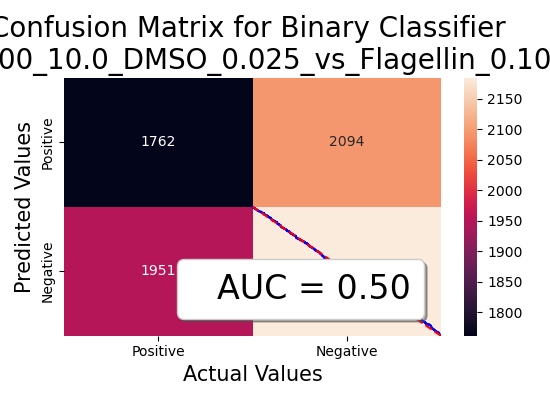 Confusion Matrix for Binary Classifier
00_10.0_DMSO_0.025_vs_Flagellin_0.10
Predicted Values
Positive
Negative
1762
2094
1951
AUC = 0.50
Positive
Negative
Actual Values
2150
2100
2050
2000
1950
1900
1850
1800